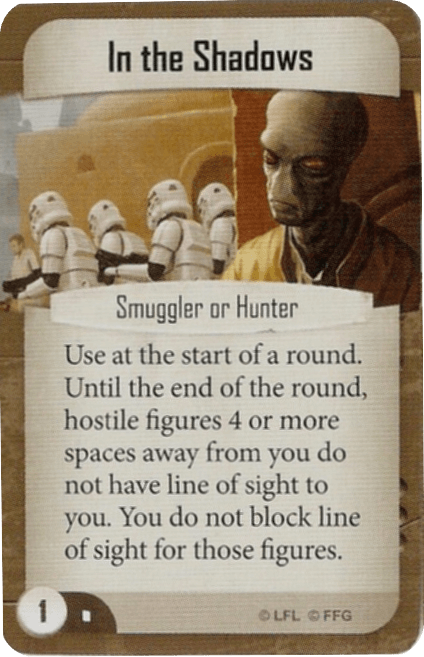 In the Shadows
Smuggler or Hunter
Use at the start of a round.
Until the end of the round,
hostile figures 4 or more
spaces away from you do
not have line of sight to
you. You do not block line
of sight for those figures.
1
© LFL © FFG